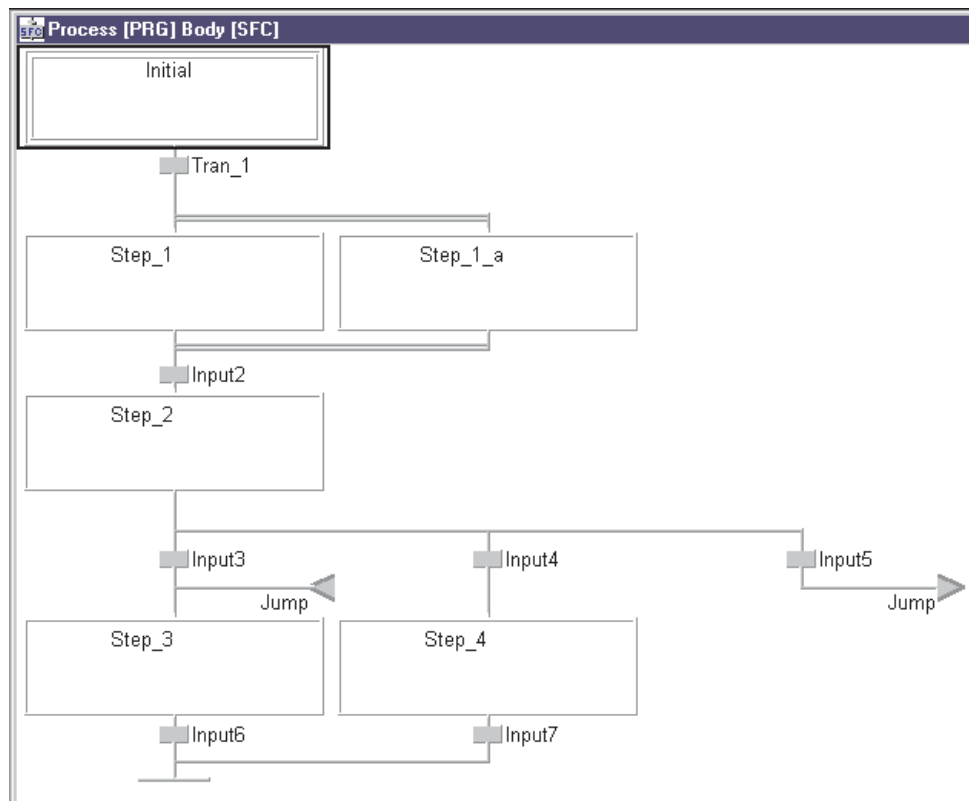 SFC Process [PRG] Body [SFC]
Initial
Tran_1
Step_1 Step_1_a
Input2
Step_2
Input3 Input4 Input5
Jump Jump
Step_3 Step_4
Input6 Input7